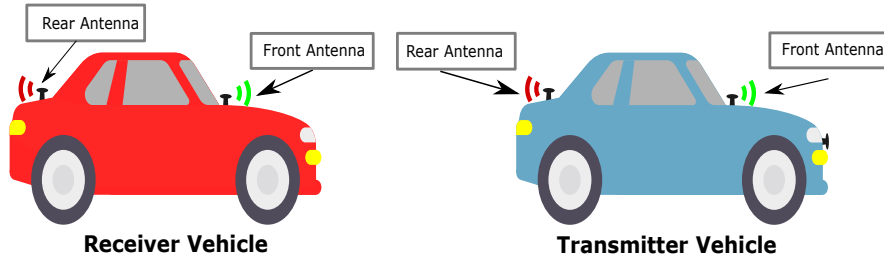 Rear Antenna
Front Antenna
Rear Antenna
Front Antenna
Receiver Vehicle
Transmitter Vehicle